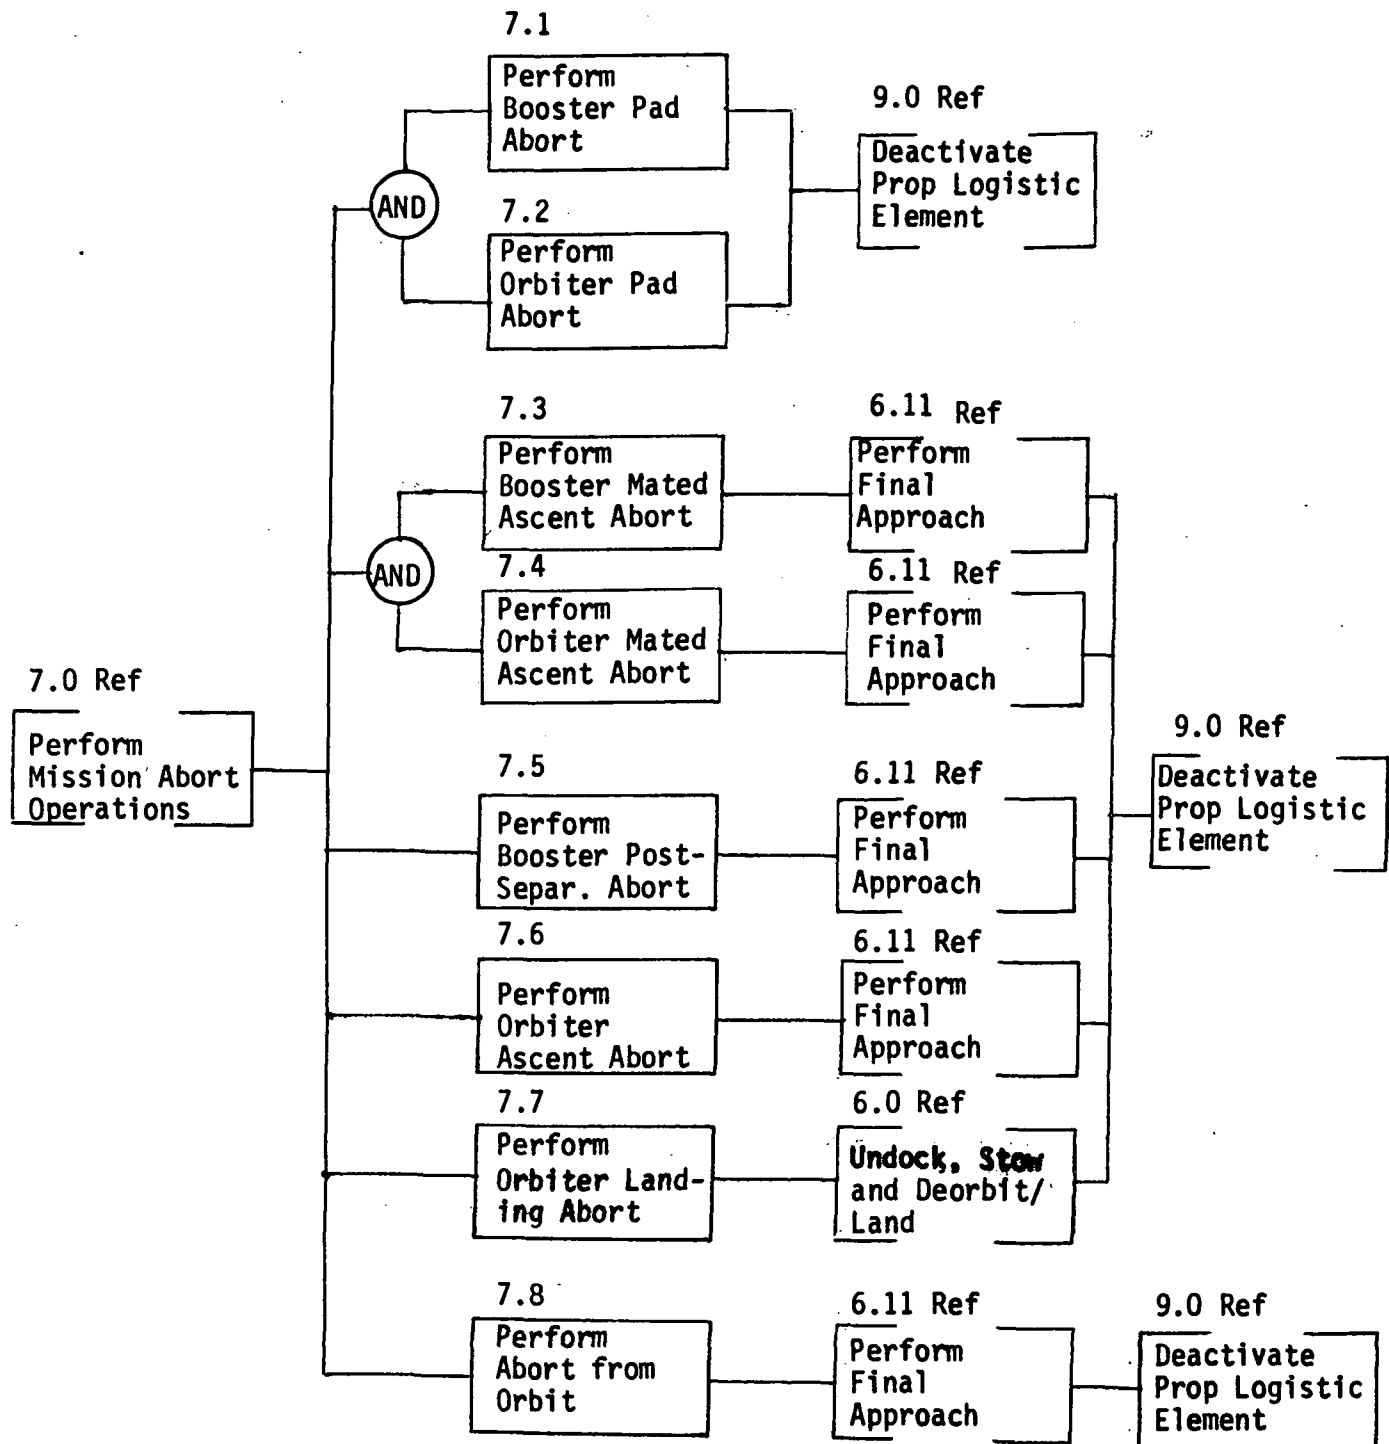 7.1
Perform
Booster Pad
Abort
9.0 Ref
Deactivate
Prop Logistic
Element
AND
7.2
Perform
Orbiter Pad
Abort
7.3
Perform
Booster Mated
Ascent Abort
6.11 Ref
Perform
Final
Approach
AND
7.4
Perform
Orbiter Mated
Ascent Abort
6.11 Ref
Perform
Final
Approach
7.0 Ref
Perform
Mission Abort
Operations
7.5
Perform
Booster Post-
Separ. Abort
6.11 Ref
Perform
Final
Approach
9.0 Ref
Deactivate
Prop Logistic
Element
7.6
Perform
Orbiter
Ascent Abort
6.11 Ref
Perform
Final
Approach
7.7
Perform
Orbiter Land-
ing Abort
6.0 Ref
Undock, Stow
and Deorbit/
Land
7.8
Perform
Abort from
Orbit
6.11 Ref
Perform
Final
Approach
9.0 Ref
Deactivate
Prop Logistic
Element